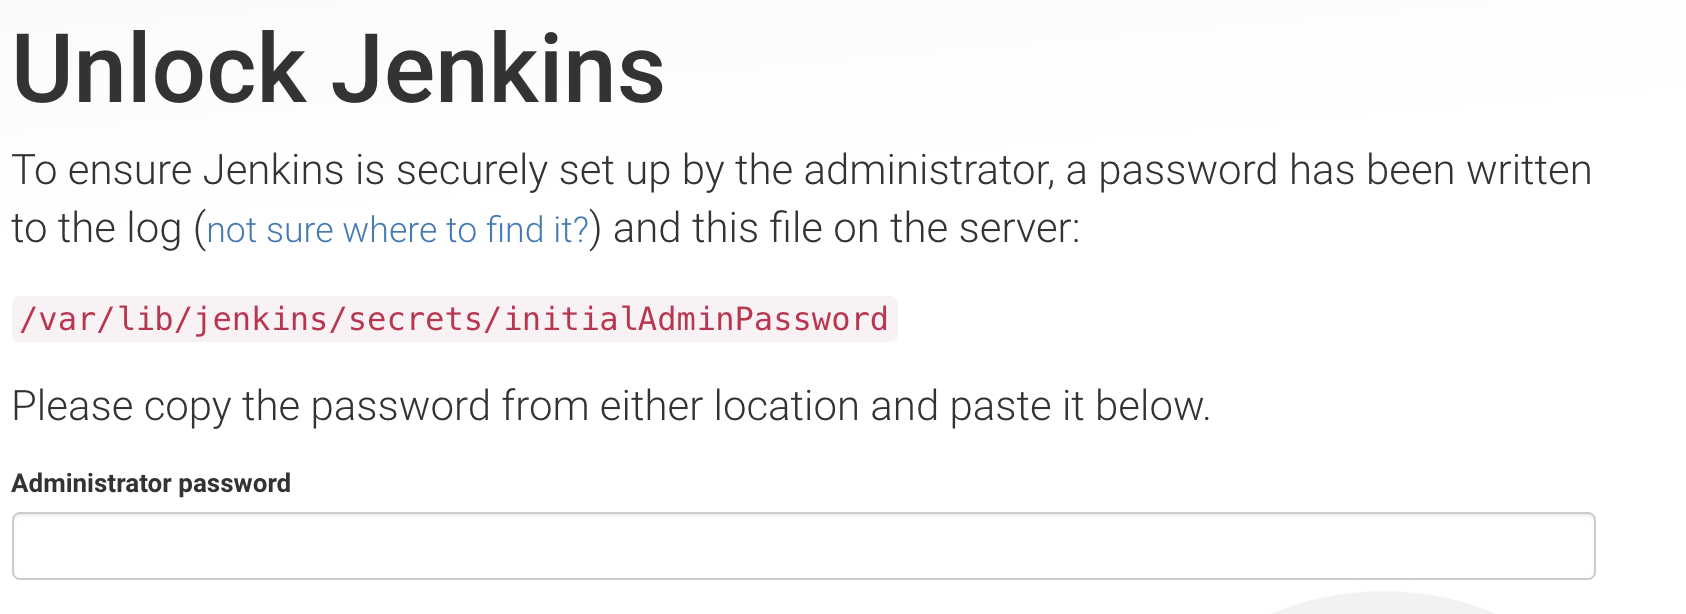 Unlock Jenkins
To ensure Jenkins is securely set up by the administrator, a password has been written
to the log (not sure where to find it?) and this file on the server:
/var/lib/jenkins/secrets/initialAdminPassword
Please copy the password from either location and paste it below.
Administrator password